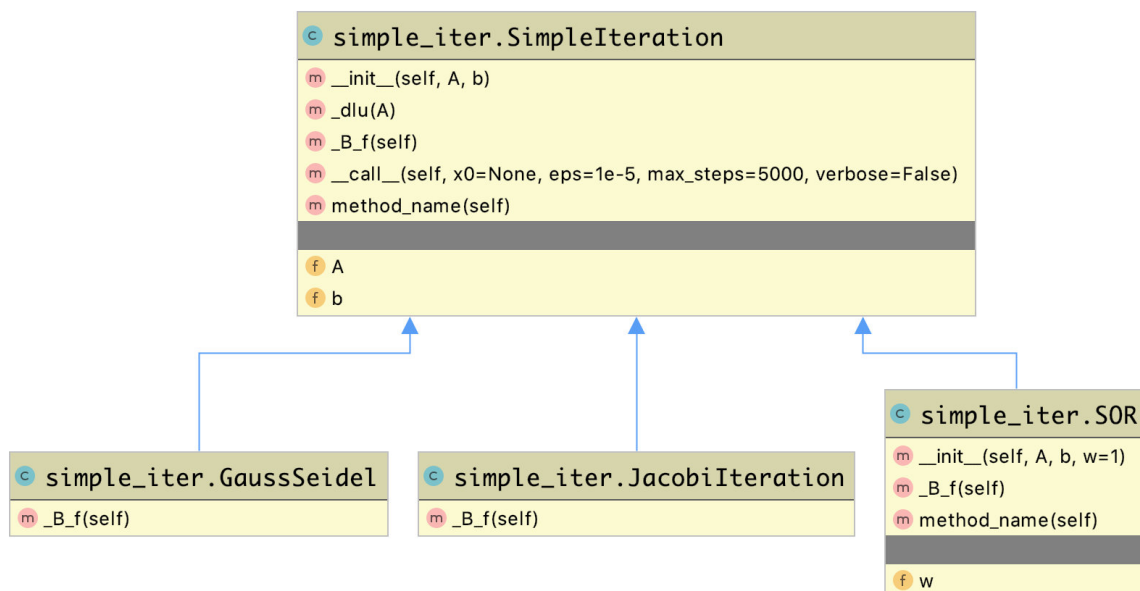 c simple_iter.SimpleIteration
m __init__(self, A, b)
m _dlu(A)
m _B_f(self)
m __call__(self, x0=None, eps=1e-5, max_steps=5000, verbose=False)
m method_name(self)
f A
f b
c simple_iter.GaussSeidel
m _B_f(self)
c simple_iter.JacobiIteration
m _B_f(self)
c simple_iter.SOR
m __init__(self, A, b, w=1)
m _B_f(self)
m method_name(self)
f w